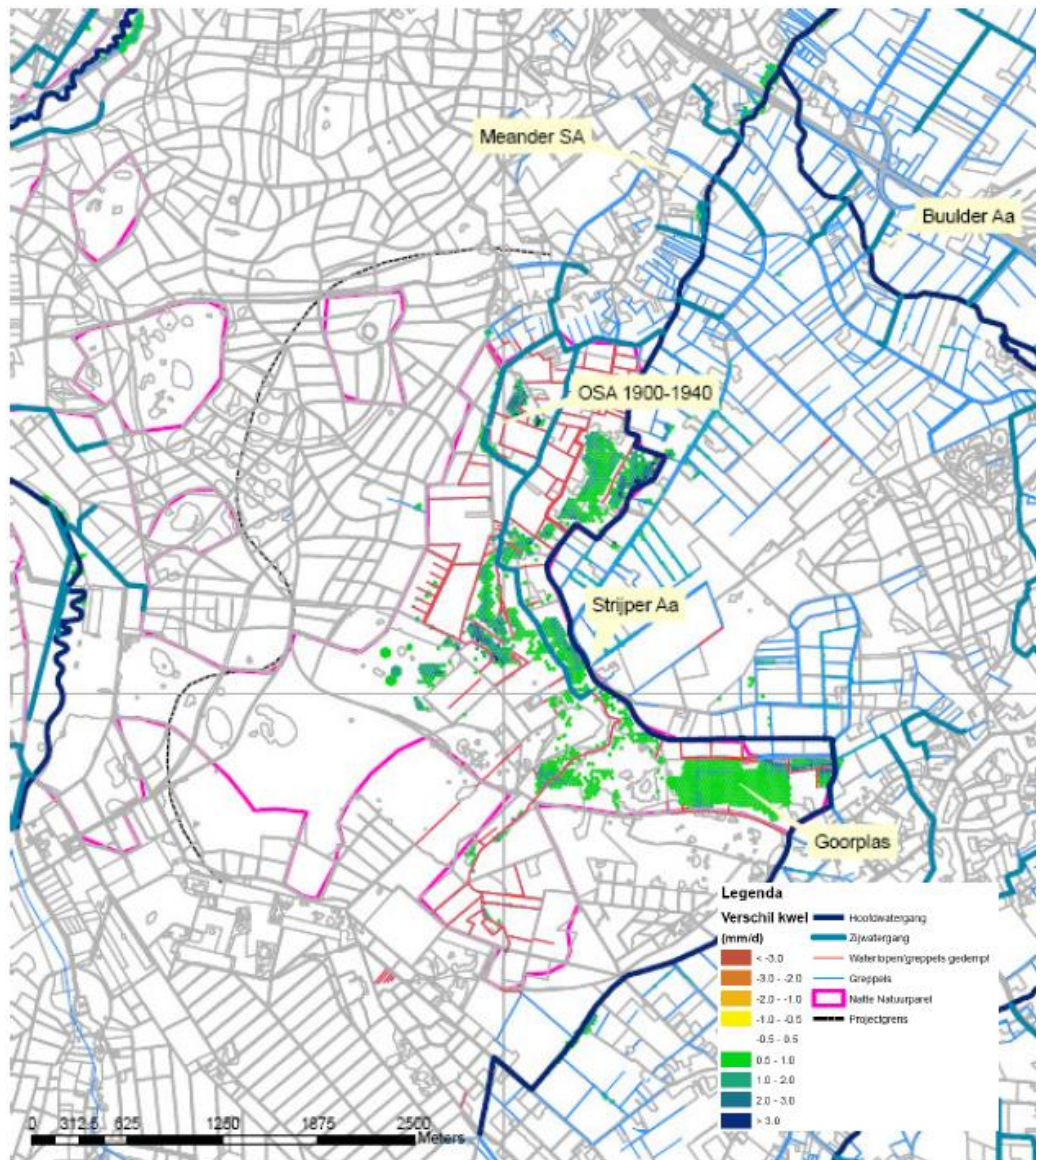 Meander SA
Buulder Aa
OSA 1900-1940
Strijper Aa
Goorplas
Legenda
Verschil kwel
(mm/d)
< -3.0
-3.0 - -2.0
-2.0 - -1.0
-1.0 - -0.5
-0.5 - 0.5
0.5 - 1.0
1.0 - 2.0
2.0 - 3.0
> 3.0
Hoofdwatergang
Zijwatergang
Waterlopen/greppels gedempt
Greppels
Natte Natuurparel
Projectgrens
0 312.5 625 1250 1875 2500
Meters